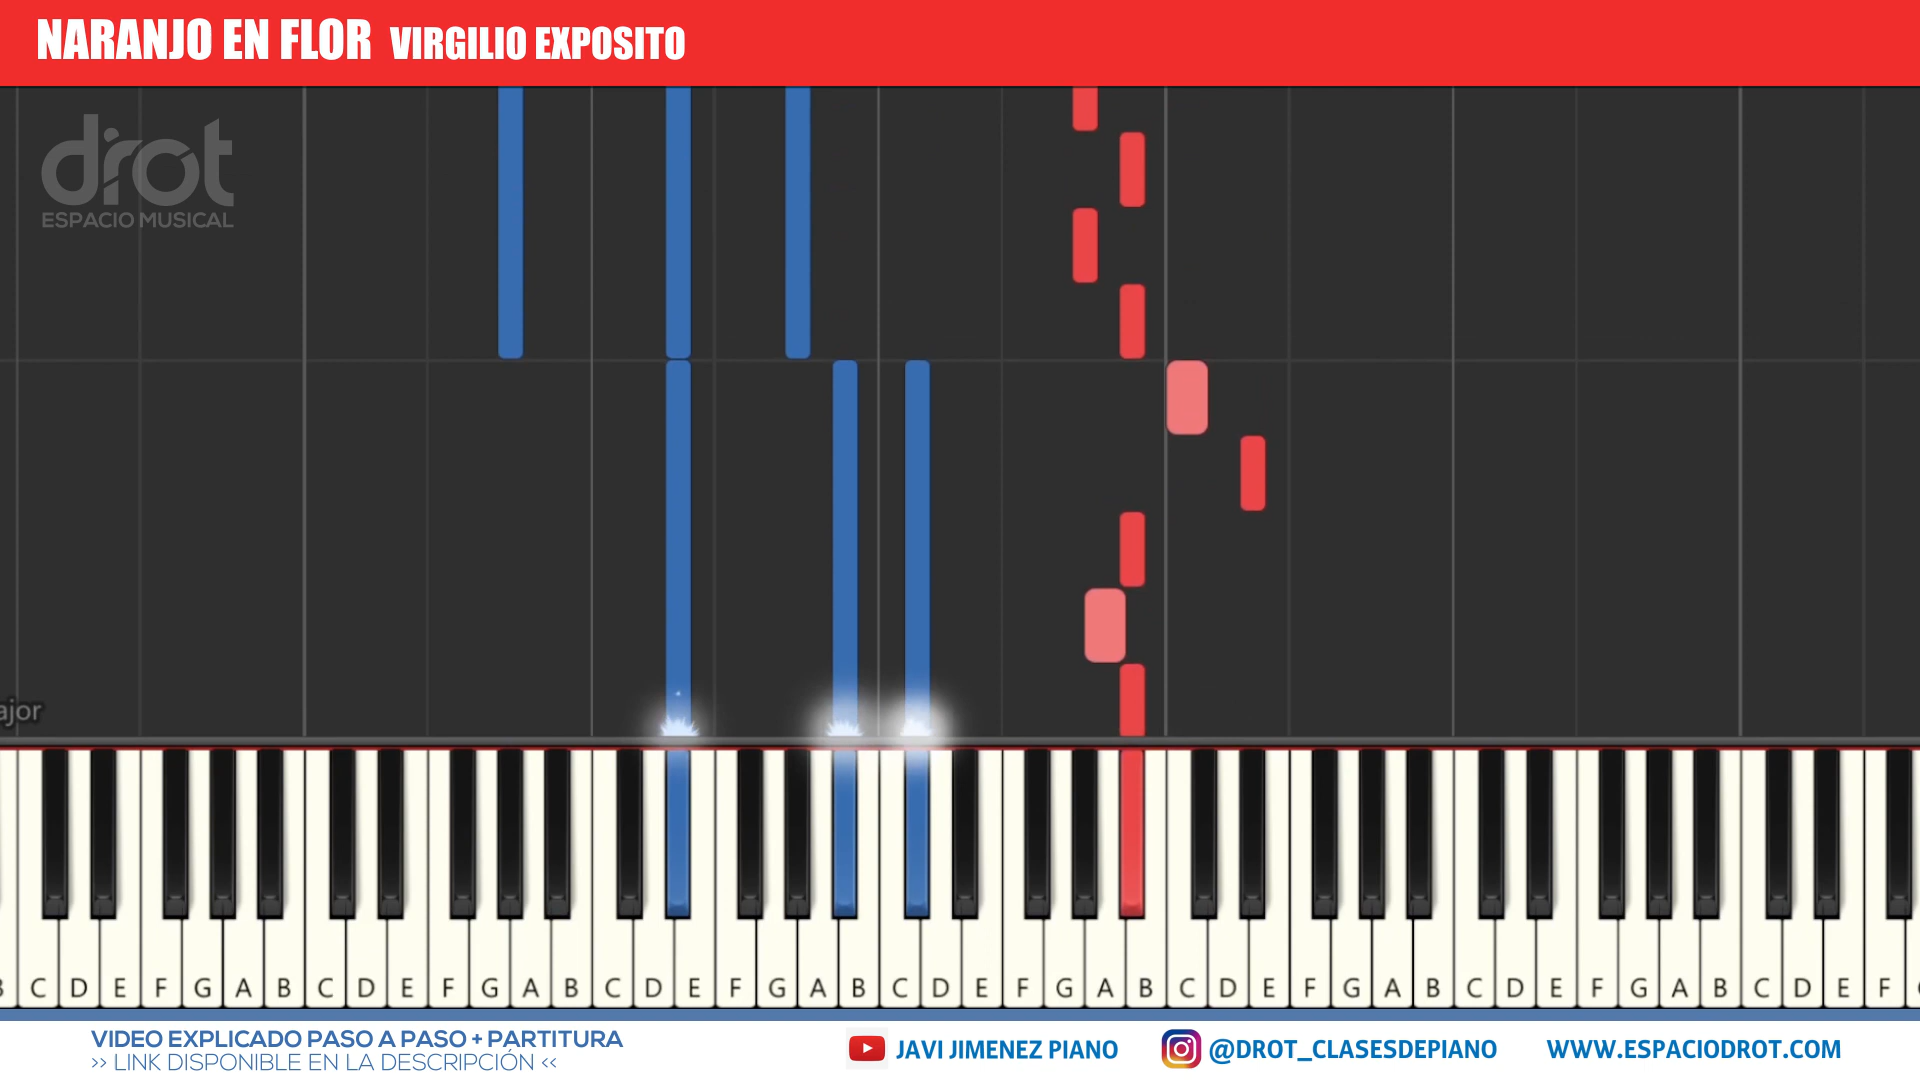 NARANJO EN FLOR VIRGILIO EXPOSITO
drot
ESPACIO MUSICAL
ajor
B C D E F G A B C D E F G A B C D E F G A B C D E F G A B C D E F G A B C D E F G A B C D E F
VIDEO EXPLICADO PASO A PASO + PARTITURA
>> LINK DISPONIBLE EN LA DESCRIPCIÓN <<
JAVI JIMENEZ PIANO
@DROT_CLASESDEPIANO
WWW.ESPACIODROT.COM